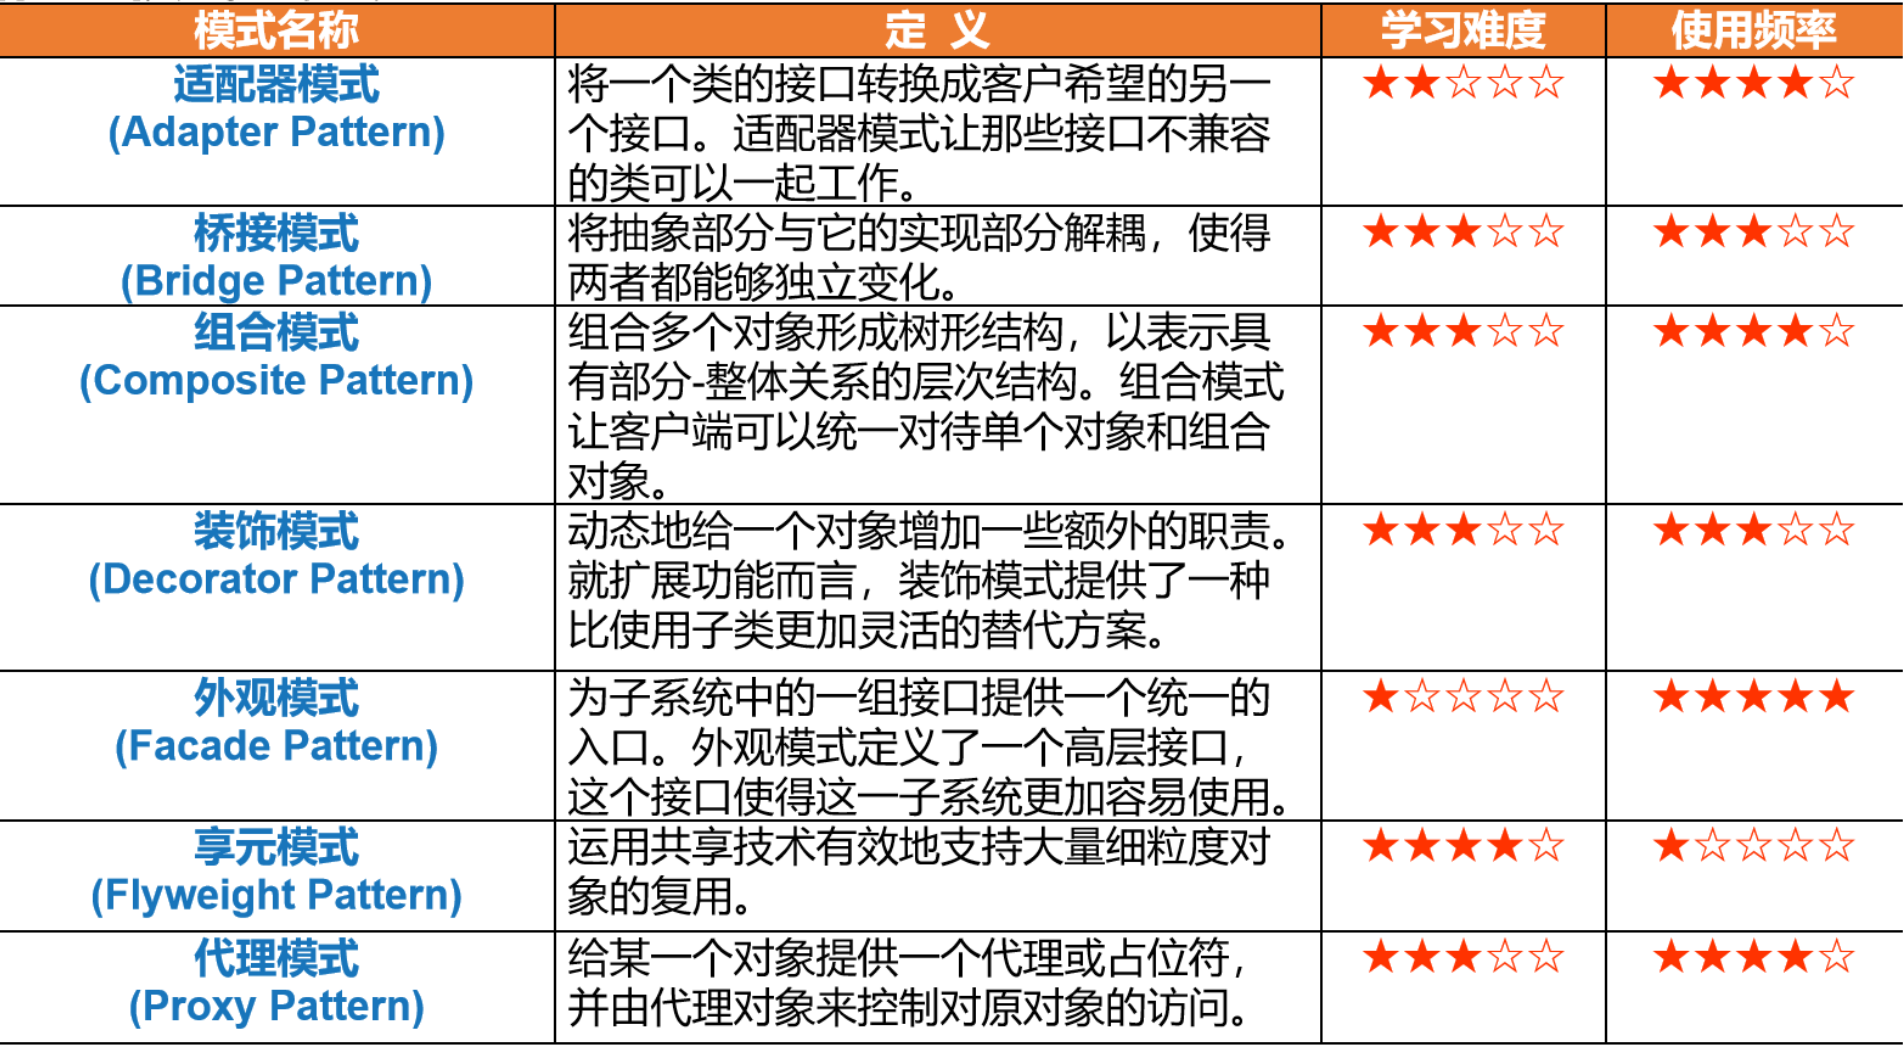 模式名称 定 义 学习难度 使用频率
适配器模式
(Adapter Pattern)
将一个类的接口转换成客户希望的另一
个接口。适配器模式让那些接口不兼容
的类可以一起工作。
★★☆☆☆ ★★★★☆
桥接模式
(Bridge Pattern)
将抽象部分与它的实现部分解耦，使得
两者都能够独立变化。
★★★☆☆ ★★★☆☆
组合模式
(Composite Pattern)
组合多个对象形成树形结构，以表示具
有部分-整体关系的层次结构。组合模式
让客户端可以统一对待单个对象和组合
对象。
★★★☆☆ ★★★★☆
装饰模式
(Decorator Pattern)
动态地给一个对象增加一些额外的职责。
就扩展功能而言，装饰模式提供了一种
比使用子类更加灵活的替代方案。
★★★☆☆ ★★★☆☆
外观模式
(Facade Pattern)
为子系统中的一组接口提供一个统一的
入口。外观模式定义了一个高层接口，
这个接口使得这一子系统更加容易使用。
★☆☆☆☆ ★★★★★
享元模式
(Flyweight Pattern)
运用共享技术有效地支持大量细粒度对
象的复用。
★★★★☆ ★☆☆☆☆
代理模式
(Proxy Pattern)
给某一个对象提供一个代理或占位符，
并由代理对象来控制对原对象的访问。
★★★☆☆ ★★★★☆